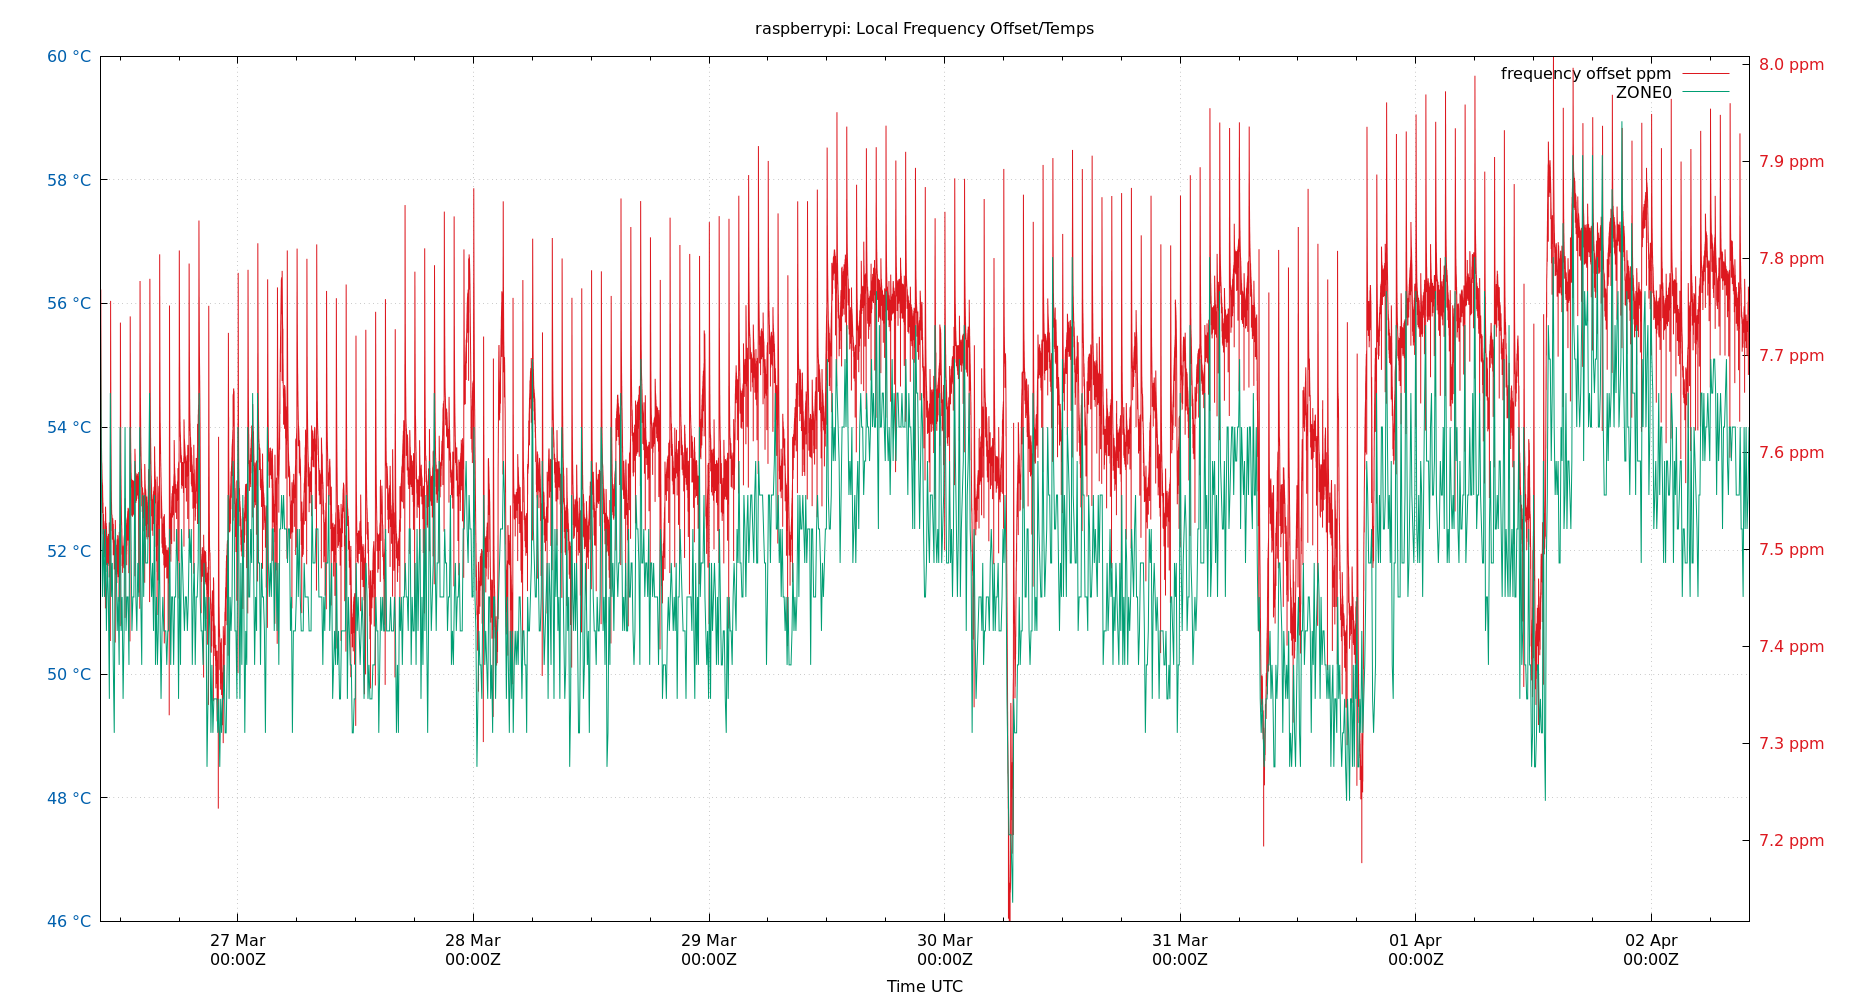 raspberrypi: Local Frequency Offset/Temps
60 °C
58 °C
56 °C
54 °C
52 °C
50 °C
48 °C
46 °C
8.0 ppm
7.9 ppm
7.8 ppm
7.7 ppm
7.6 ppm
7.5 ppm
7.4 ppm
7.3 ppm
7.2 ppm
frequency offset ppm
ZONE0
27 Mar 28 Mar 29 Mar 30 Mar 31 Mar 01 Apr 02 Apr
00:00Z 00:00Z 00:00Z 00:00Z 00:00Z 00:00Z 00:00Z
Time UTC